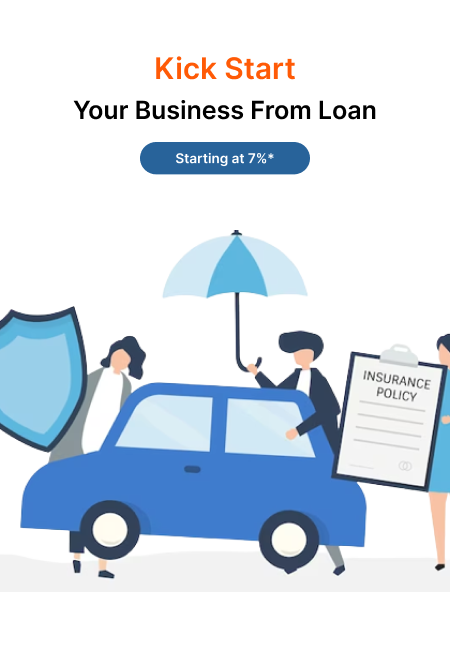 Kick Start
Your Business From Loan
Starting at 7%*
INSURANCE
POLICY